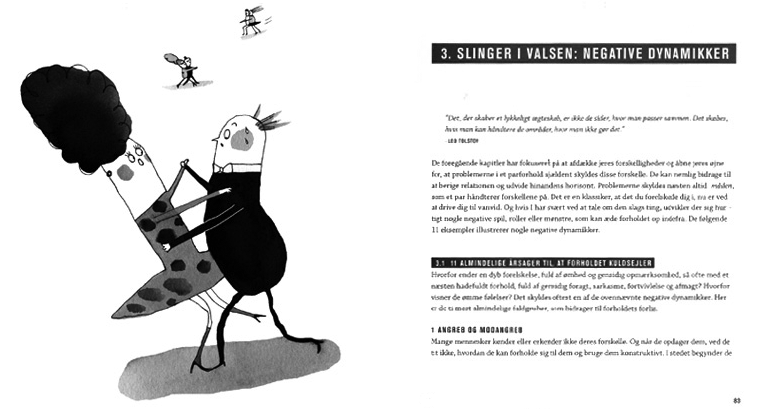 3. SLINGER I VALSEN: NEGATIVE DYNAMIKKER
"Det, der skaber et lykkeligt ægteskab, er ikke de sider, hvor man passer sammen. Det skabes,
hvis man kan håndtere de områder, hvor man ikke gør det."
- LEO TOLSTOY
De foregående kapitler har fokuseret på at afdække jeres forskelligheder og åbne jeres øjne
for, at problemerne i et parforhold sjældent skyldes disse forskelle. De kan nemlig bidrage til
at berige relationen og udvide hinandens horisont. Problemerne skyldes næsten altid måden,
som et par håndterer forskellene på. Det er en klassiker, at det du forelskede dig i, nu er ved
at drive dig til vanvid. Og hvis I har svært ved at tale om den slags ting, udvikler der sig hur-
tigt nogle negative spil, roller eller mønstre, som kan æde forholdet op indefra. De følgende
11 eksempler illustrerer nogle negative dynamikker.
3.1 11 ALMINDELIGE ÅRSAGER TIL AT FORHOLDET KULDSEJLER
Hvorfor ender en dyb forelskelse, fuld af ømhed og gensidig opmærksomhed, så ofte med et
næsten hadefuldt forhold, fuld af gensidig foragt, sarkasme, fortvivlelse og afmagt? Hvorfor
visner de ømme følelser? Det skyldes oftest en af de ovennævnte negative dynamikker. Her
er de ti mest almindelige faldgruber, som bidrager til forholdets forlis.
1 ANGREB OG MODANGREB
Mange mennesker kender eller erkender ikke deres forskelle. Og når de opdager dem, ved de
tit ikke, hvordan de kan forholde sig til dem og bruge dem konstruktivt. I stedet begynder de
83